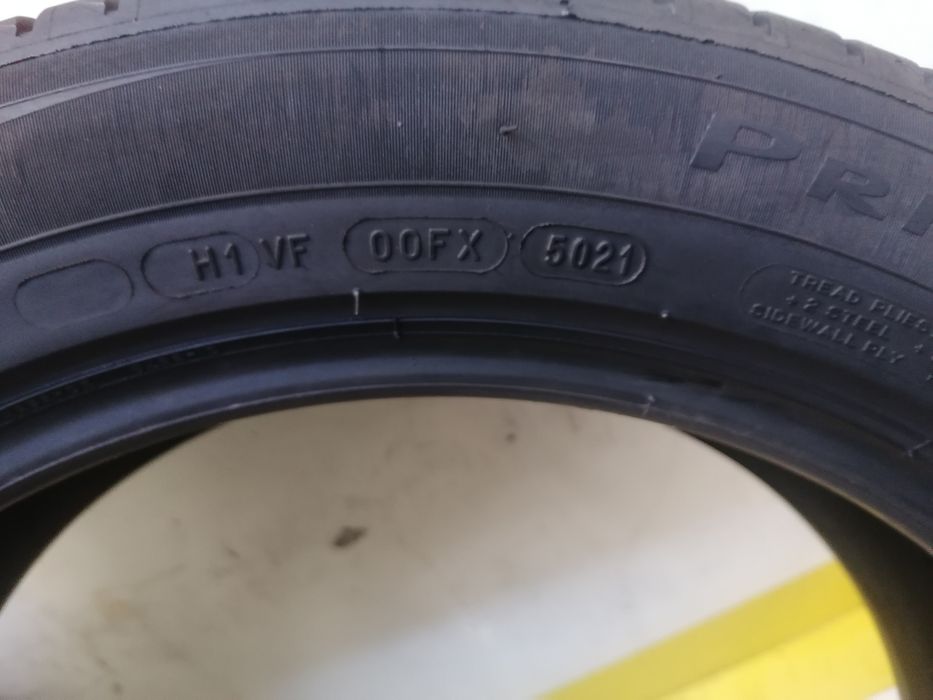 PRI
H1 VF 00FX 5021
TREAD PLIES
+2 STEEL +
SIDEWALL PLY